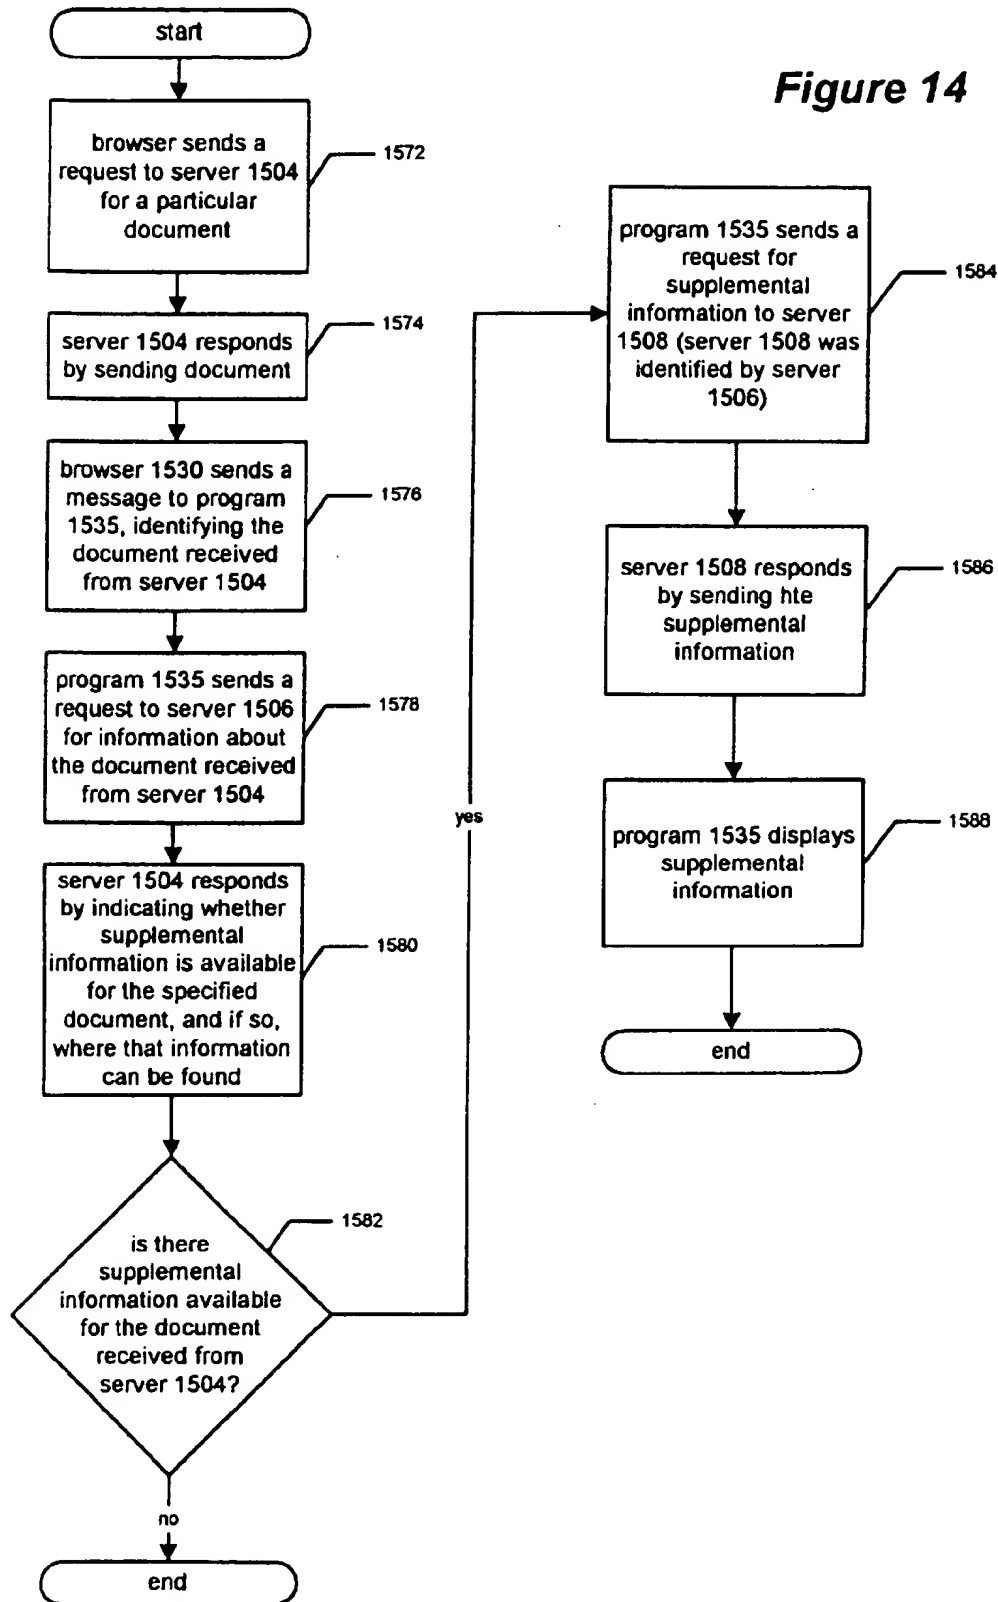 Figure 14
start
browser sends a
request to server 1504
for a particular
document
1572
server 1504 responds
by sending document
1574
browser 1530 sends a
message to program
1535, identifying the
document received
from server 1504
1576
program 1535 sends a
request to server 1506
for information about
the document received
from server 1504
1578
server 1504 responds
by indicating whether
supplemental
information is available
for the specified
document, and if so,
where that information
can be found
1580
is there
supplemental
information available
for the document
received from
server 1504?
1582
no
end
yes
program 1535 sends a
request for
supplemental
information to server
1508 (server 1508 was
identified by server
1506)
1584
server 1508 responds
by sending hte
supplemental
information
1586
program 1535 displays
supplemental
information
1588
end